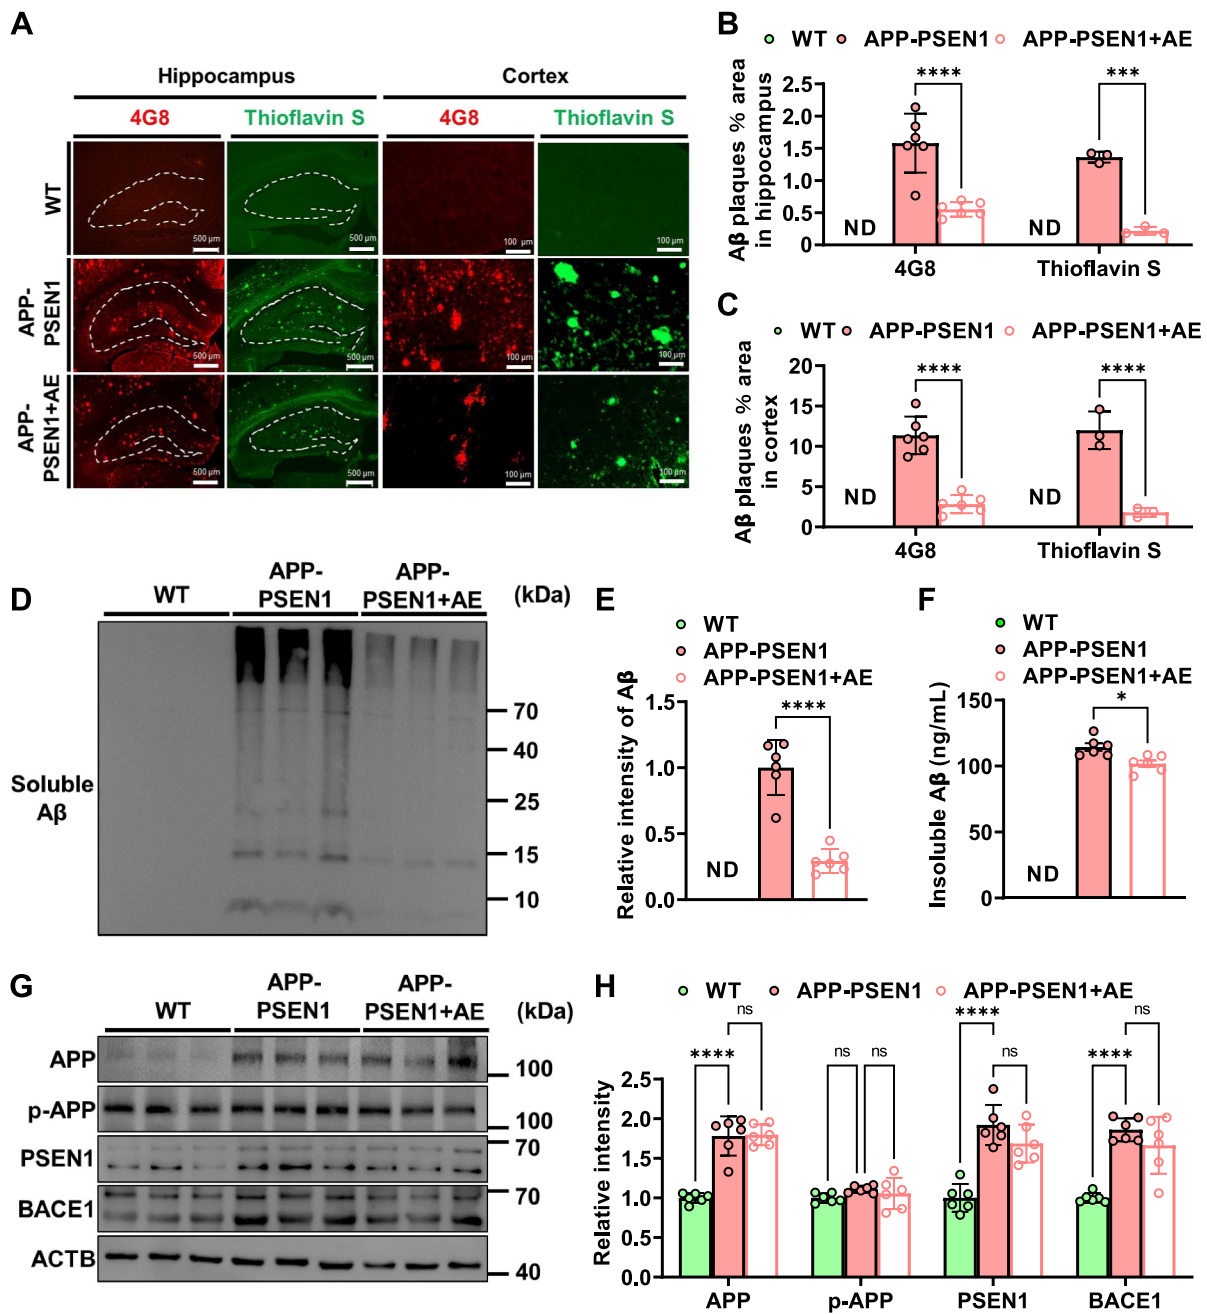 A
Hippocampus Cortex
4G8 Thioflavin S 4G8 Thioflavin S
WT
500 µm 500 µm 100 µm 100 µm
APP-
PSEN1
500 µm 500 µm 100 µm 100 µm
APP-
PSEN1+AE
500 µm 500 µm 100 µm 100 µm
B
WT APP-PSEN1 APP-PSEN1+AE
Aβ plaques % area
in hippocampus
2.5
2.0
1.5
1.0
0.5
0
**** ***
ND ND
4G8 Thioflavin S
C
WT APP-PSEN1 APP-PSEN1+AE
Aβ plaques % area
in cortex
20
15
10
5
0
**** ****
ND ND
4G8 Thioflavin S
D
WT APP-
PSEN1 APP-
PSEN1+AE (kDa)
Soluble
Aβ
70
40
25
15
10
E
WT
APP-PSEN1
APP-PSEN1+AE
Relative intensity of Aβ
1.5
1.0
0.5
0.0
****
ND
F
WT
APP-PSEN1
APP-PSEN1+AE
Insoluble Aβ (ng/mL)
150
100
50
0
*
ND
G
WT APP-
PSEN1 APP-
PSEN1+AE (kDa)
APP 100
p-APP 100
PSEN1 70
BACE1 70
ACTB 40
H
WT APP-PSEN1 APP-PSEN1+AE
Relative intensity
2.5
2.0
1.5
1.0
0.5
0.0
**** ns
ns ns
**** ns
**** ns
APP p-APP PSEN1 BACE1